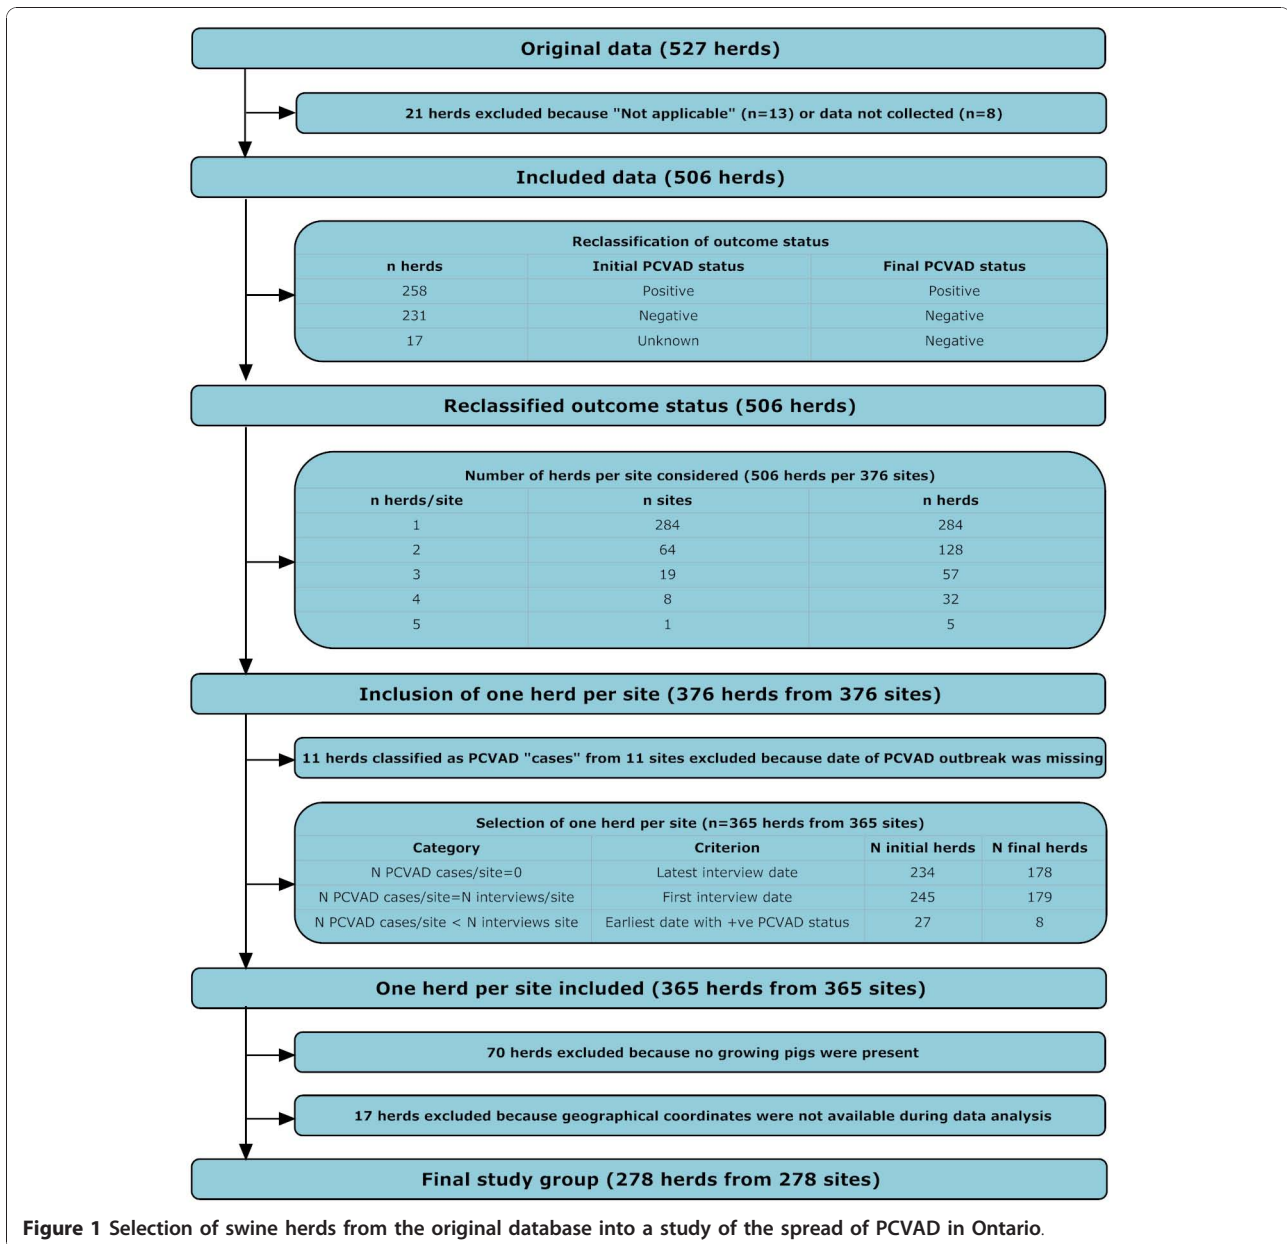 Original data (527 herds)
21 herds excluded because "Not applicable" (n=13) or data not collected (n=8)
Included data (506 herds)
Reclassification of outcome status
n herds Initial PCVAD status Final PCVAD status
258 Positive Positive
231 Negative Negative
17 Unknown Negative
Reclassified outcome status (506 herds)
Number of herds per site considered (506 herds per 376 sites)
n herds/site n sites n herds
1 284 284
2 64 128
3 19 57
4 8 32
5 1 5
Inclusion of one herd per site (376 herds from 376 sites)
11 herds classified as PCVAD "cases" from 11 sites excluded because date of PCVAD outbreak was missing
Selection of one herd per site (n=365 herds from 365 sites)
Category Criterion N initial herds N final herds
N PCVAD cases/site=0 Latest interview date 234 178
N PCVAD cases/site=N interviews/site First interview date 245 179
N PCVAD cases/site < N interviews site Earliest date with +ve PCVAD status 27 8
One herd per site included (365 herds from 365 sites)
70 herds excluded because no growing pigs were present
17 herds excluded because geographical coordinates were not available during data analysis
Final study group (278 herds from 278 sites)
Figure 1 Selection of swine herds from the original database into a study of the spread of PCVAD in Ontario.